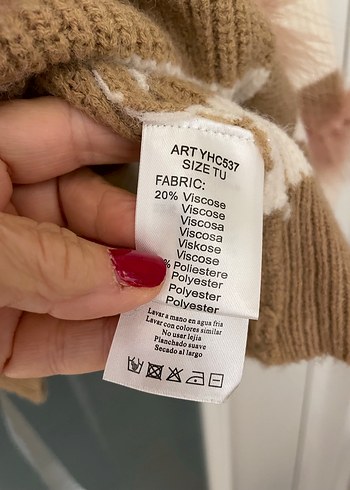 ART YHC537
SIZE TU
FABRIC:
20% Viscose
Viscose
Viscosa
Viscosa
Viskose
Viscose
% Poliestere
Polyester
Polyester
Polyester
Lavar a mano en agua fria
Lavar con colores similar
No usar lejia
Planchado suave
Secado al largo